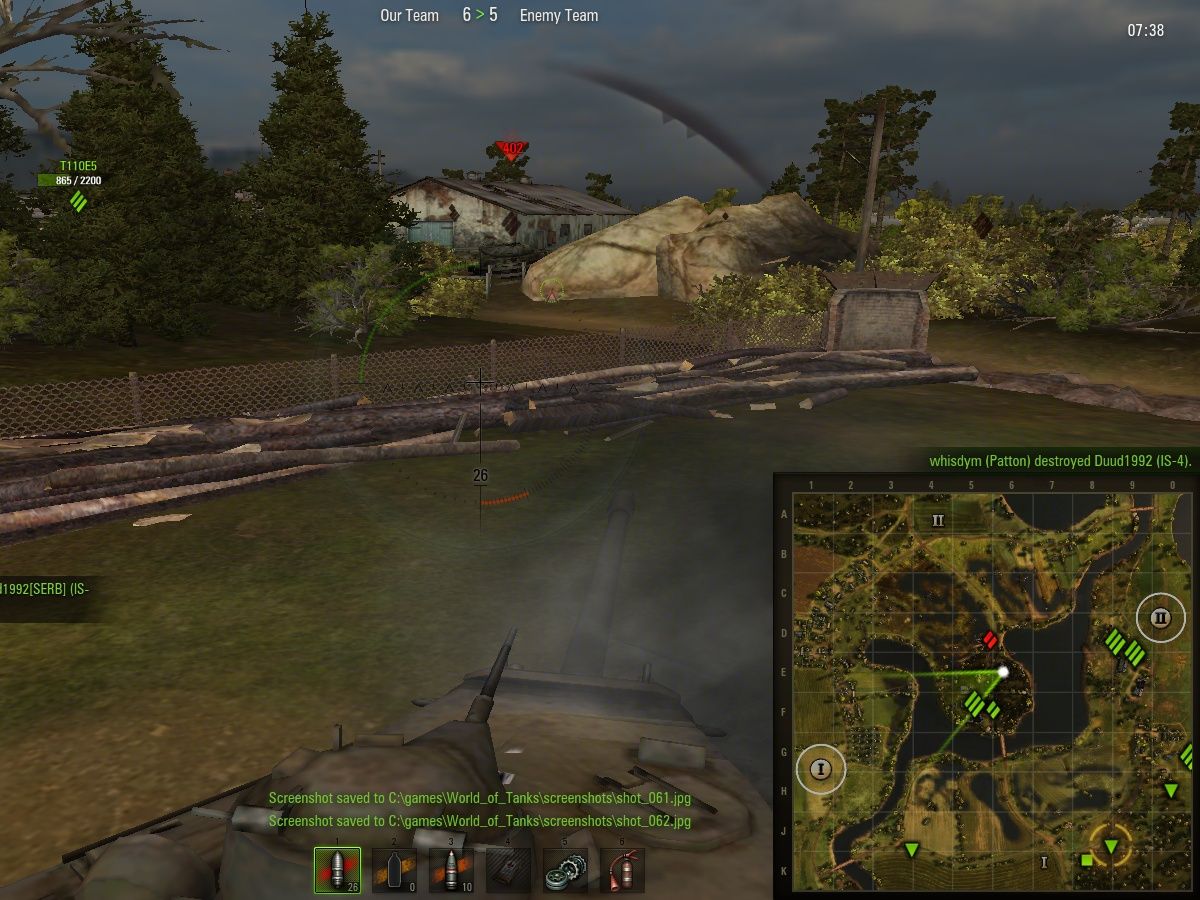 Our Team 6 > 5 Enemy Team
07:38
402
T110E5
865 / 2200
26
whisdym (Patton) destroyed Duud1992 (IS-4).
1 2 3 4 5 6 7 8 9 0
A
B
C
D
E
F
G
H
J
K
II
II
I
I
d1992[SERB] (IS-
Screenshot saved to C:\games\World_of_Tanks\screenshots\shot_061.jpg
Screenshot saved to C:\games\World_of_Tanks\screenshots\shot_062.jpg
1 2 3 4 5 6
26 0 10